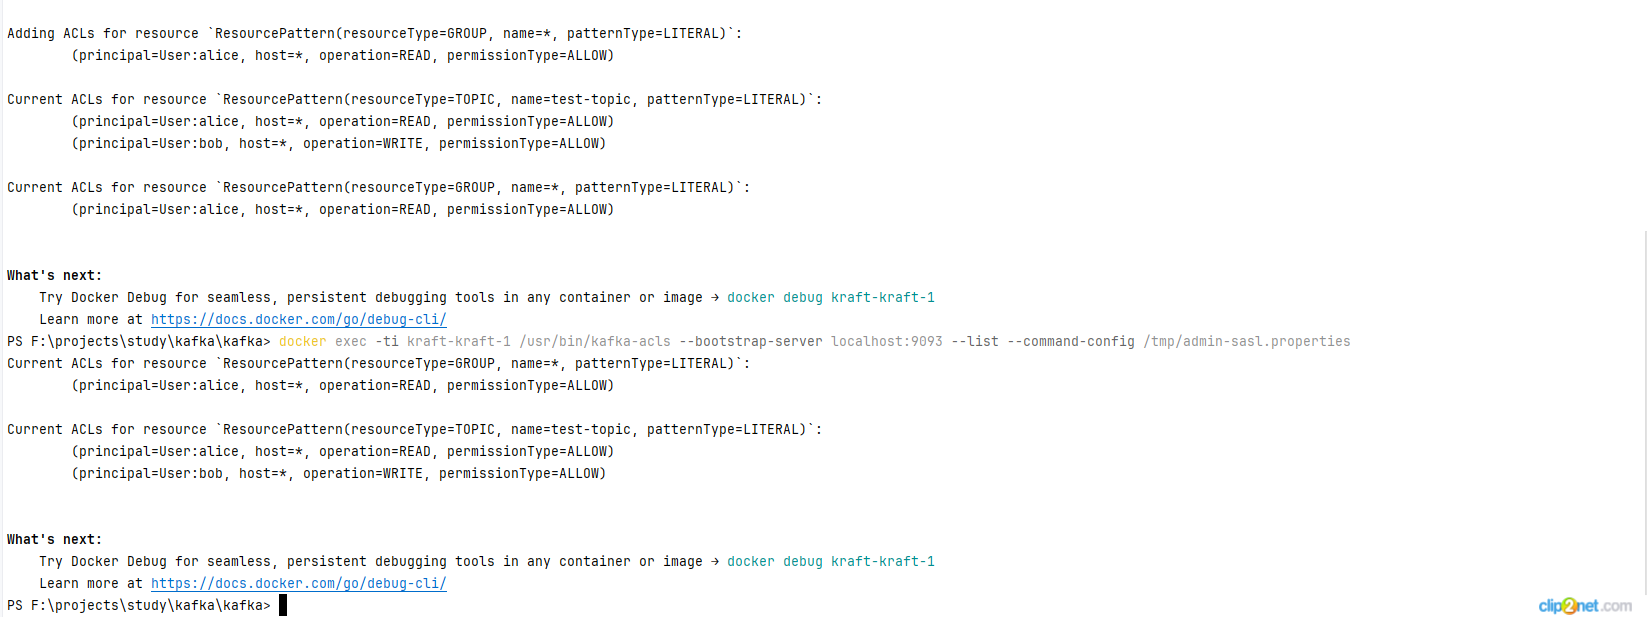 Adding ACLs for resource `ResourcePattern(resourceType=GROUP, name=*, patternType=LITERAL)`:
(principal=User:alice, host=*, operation=READ, permissionType=ALLOW)
Current ACLs for resource `ResourcePattern(resourceType=TOPIC, name=test-topic, patternType=LITERAL)`:
(principal=User:alice, host=*, operation=READ, permissionType=ALLOW)
(principal=User:bob, host=*, operation=WRITE, permissionType=ALLOW)
Current ACLs for resource `ResourcePattern(resourceType=GROUP, name=*, patternType=LITERAL)`:
(principal=User:alice, host=*, operation=READ, permissionType=ALLOW)
What's next:
Try Docker Debug for seamless, persistent debugging tools in any container or image → docker debug kraft-kraft-1
Learn more at https://docs.docker.com/go/debug-cli/
PS F:\projects\study\kafka\kafka> docker exec -ti kraft-kraft-1 /usr/bin/kafka-acls --bootstrap-server localhost:9093 --list --command-config /tmp/admin-sasl.properties
Current ACLs for resource `ResourcePattern(resourceType=GROUP, name=*, patternType=LITERAL)`:
(principal=User:alice, host=*, operation=READ, permissionType=ALLOW)
Current ACLs for resource `ResourcePattern(resourceType=TOPIC, name=test-topic, patternType=LITERAL)`:
(principal=User:alice, host=*, operation=READ, permissionType=ALLOW)
(principal=User:bob, host=*, operation=WRITE, permissionType=ALLOW)
What's next:
Try Docker Debug for seamless, persistent debugging tools in any container or image → docker debug kraft-kraft-1
Learn more at https://docs.docker.com/go/debug-cli/
PS F:\projects\study\kafka\kafka>
clip2net.com